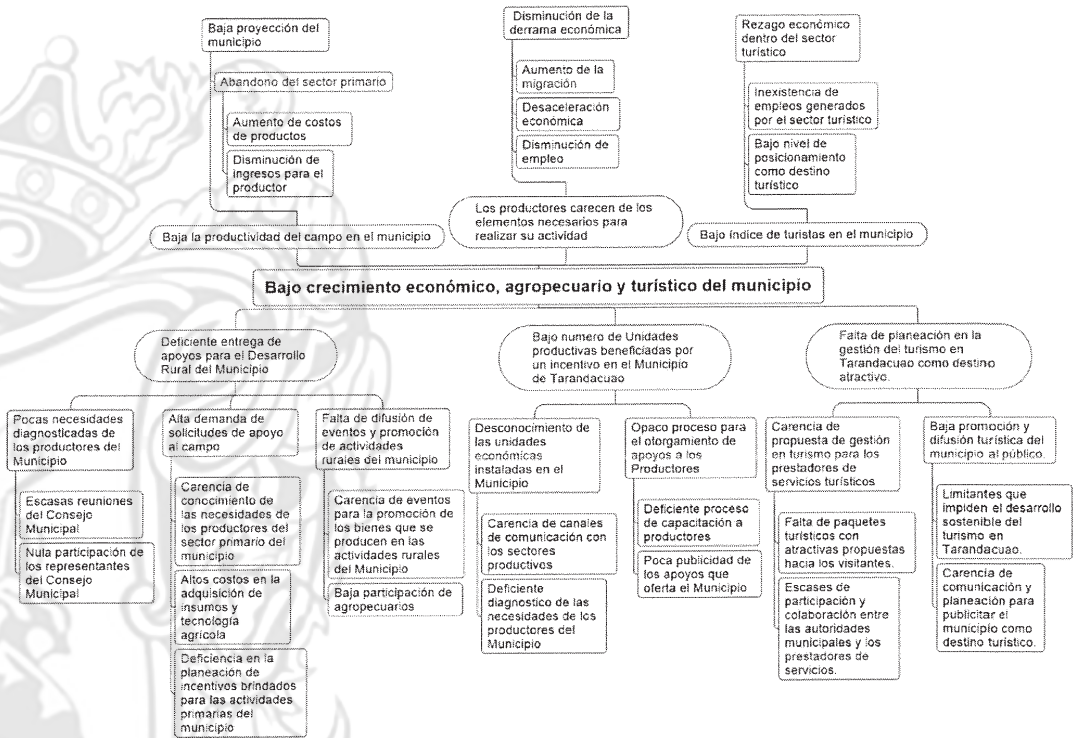 Baja proyección del
municipio
Abandono del sector primario
Aumento de costos
de productos
Disminución de
ingresos para el
productor
Baja la productividad del campo en el municipio
Disminución de la
derrama económica
Aumento de la
migración
Desaceleración
económica
Disminución de
empleo
Los productores carecen de los
elementos necesarios para
realizar su actividad
Rezago económico
dentro del sector
turístico
Inexistencia de
empleos generados
por el sector turístico
Bajo nivel de
posicionamiento
como destino
turístico
Bajo índice de turistas en el municipio
Bajo crecimiento económico, agropecuario y turístico del municipio
Deficiente entrega de
apoyos para el Desarrollo
Rural del Municipio
Pocas necesidades
diagnosticadas de
los productores del
Municipio
Escasas reuniones
del Consejo
Municipal
Nula participación de
los representantes
del Consejo
Municipal
Alta demanda de
solicitudes de apoyo
al campo
Carencia de
conocimiento de
las necesidades de
los productores del
sector primario del
municipio
Altos costos en la
adquisición de
insumos y
tecnología
agrícola
Deficiencia en la
planeación de
incentivos brindados
para las actividades
primarias del
municipio
Falta de difusión de
eventos y promoción
de actividades
rurales del municipio
Carencia de eventos
para la promoción de
los bienes que se
producen en las
actividades rurales
del Municipio
Baja participación de
agropecuarios
Bajo numero de Unidades
productivas beneficiadas por
un incentivo en el Municipio
de Tarandacuao
Desconocimiento de
las unidades
económicas
instaladas en el
Municipio
Carencia de canales
de comunicación con
los sectores
productivos
Deficiente
diagnostico de las
necesidades de los
productores del
Municipio
Opaco proceso para
el otorgamiento de
apoyos a los
Productores
Deficiente proceso
de capacitación a
productores
Poca publicidad de
los apoyos que
oferta el Municipio
Falta de planeación en la
gestión del turismo en
Tarandacuao como destino
atractivo.
Carencia de
propuesta de gestión
en turismo para los
prestadores de
servicios turísticos
Falta de paquetes
turísticos con
atractivas propuestas
hacia los visitantes.
Escases de
participación y
colaboración entre
las autoridades
municipales y los
prestadores de
servicios.
Baja promoción y
difusión turística del
municipio al público.
Limitantes que
impiden el desarrollo
sostenible del
turismo en
Tarandacuao.
Carencia de
comunicación y
planeación para
publicitar el
municipio como
destino turístico.